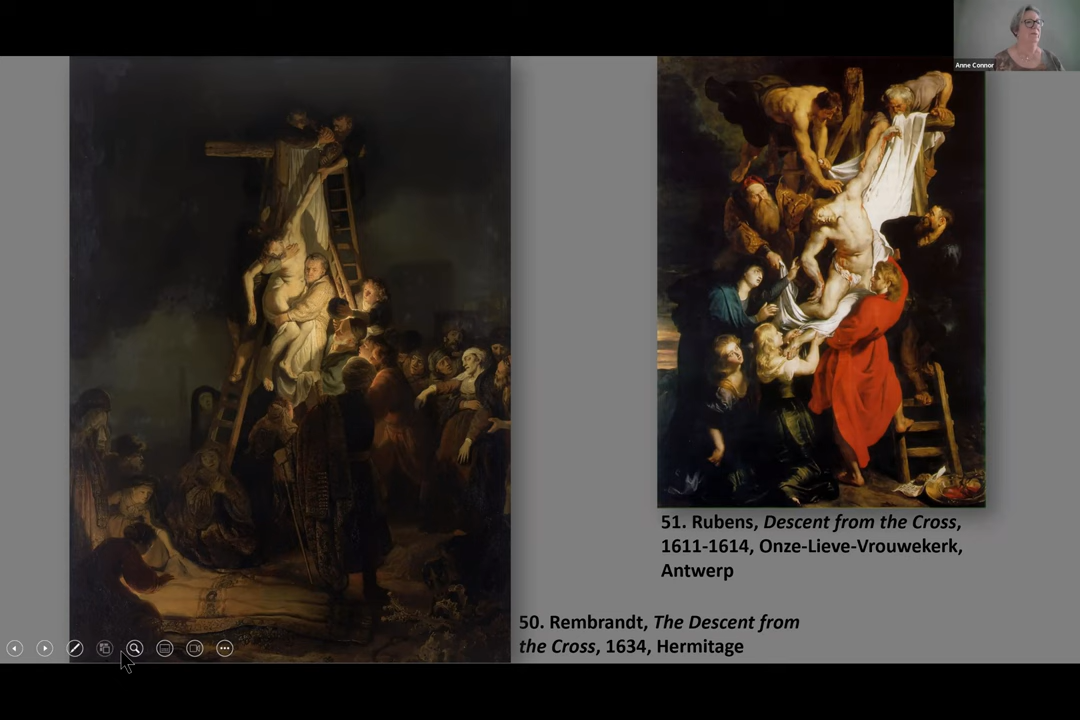 Anne Connor
51. Rubens, Descent from the Cross,
1611-1614, Onze-Lieve-Vrouwekerk,
Antwerp
50. Rembrandt, The Descent from
the Cross, 1634, Hermitage